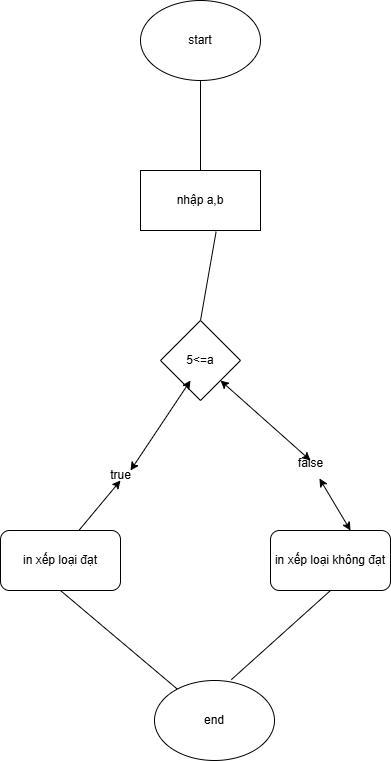 start
nhập a,b
5<=a
true
false
in xếp loại đạt
in xếp loại không đạt
end